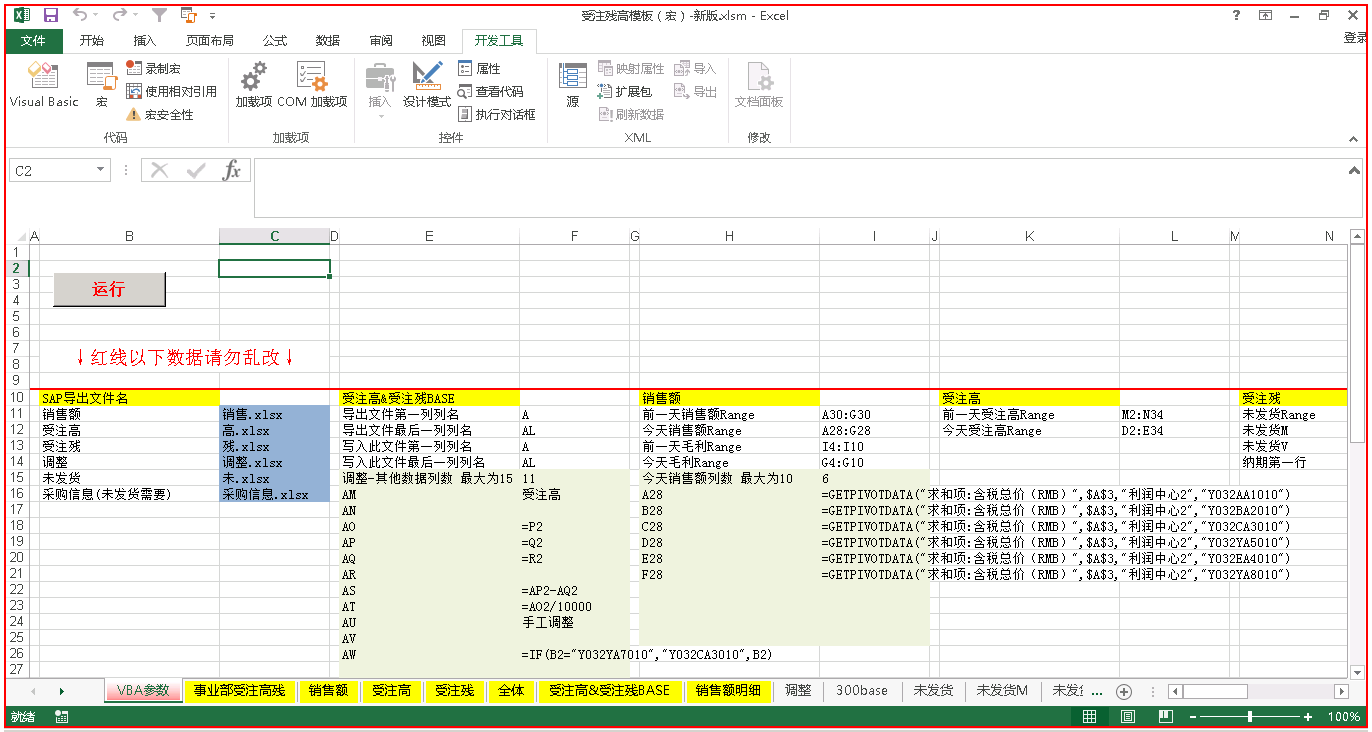 受注残高模板（宏）-新版.xlsm - Excel
登录
文件 开始 插入 页面布局 公式 数据 审阅 视图 开发工具
Visual Basic 宏 录制宏 使用相对引用 宏安全性
代码
加载项 COM 加载项
加载项
插入 设计模式 属性 查看代码 执行对话框
控件
源 映射属性 扩展包 刷新数据 导入 导出
XML
文档面板
修改
C2
fx
A B C D E F G H I J K L M N
1
2
3
运行
4
5
6
7
↓红线以下数据请勿乱改↓
8
9
10 SAP导出文件名 受注高&受注残BASE 销售额 受注高 受注残
11 销售额 销售.xlsx 导出文件第一列列名 A 前一天销售额Range A30:G30 前一天受注高Range M2:N34 未发货Range
12 受注高 高.xlsx 导出文件最后一列列名 AL 今天销售额Range A28:G28 今天受注高Range D2:E34 未发货M
13 受注残 残.xlsx 写入此文件第一列列名 A 前一天毛利Range I4:I10 未发货V
14 调整 调整.xlsx 写入此文件最后一列列名 AL 今天毛利Range G4:G10 纳期第一行
15 未发货 未.xlsx 调整-其他数据列数 最大为15 11 今天销售额列数 最大为10 6
16 采购信息(未发货需要) 采购信息.xlsx AM 受注高 A28 =GETPIVOTDATA("求和项:含税总价（RMB）",$A$3,"利润中心2","Y032AA1010")
17 AN B28 =GETPIVOTDATA("求和项:含税总价（RMB）",$A$3,"利润中心2","Y032BA2010")
18 AO =P2 C28 =GETPIVOTDATA("求和项:含税总价（RMB）",$A$3,"利润中心2","Y032CA3010")
19 AP =Q2 D28 =GETPIVOTDATA("求和项:含税总价（RMB）",$A$3,"利润中心2","Y032YA5010")
20 AQ =R2 E28 =GETPIVOTDATA("求和项:含税总价（RMB）",$A$3,"利润中心2","Y032EA4010")
21 AR F28 =GETPIVOTDATA("求和项:含税总价（RMB）",$A$3,"利润中心2","Y032YA8010")
22 AS =AP2-AQ2
23 AT =AO2/10000
24 AU 手工调整
25 AV
26 AW =IF(B2="Y032YA7010","Y032CA3010",B2)
27
VBA参数 事业部受注高残 销售额 受注高 受注残 全体 受注高&受注残BASE 销售额明细 调整 300base 未发货 未发货M 未发 ...
就绪 100%